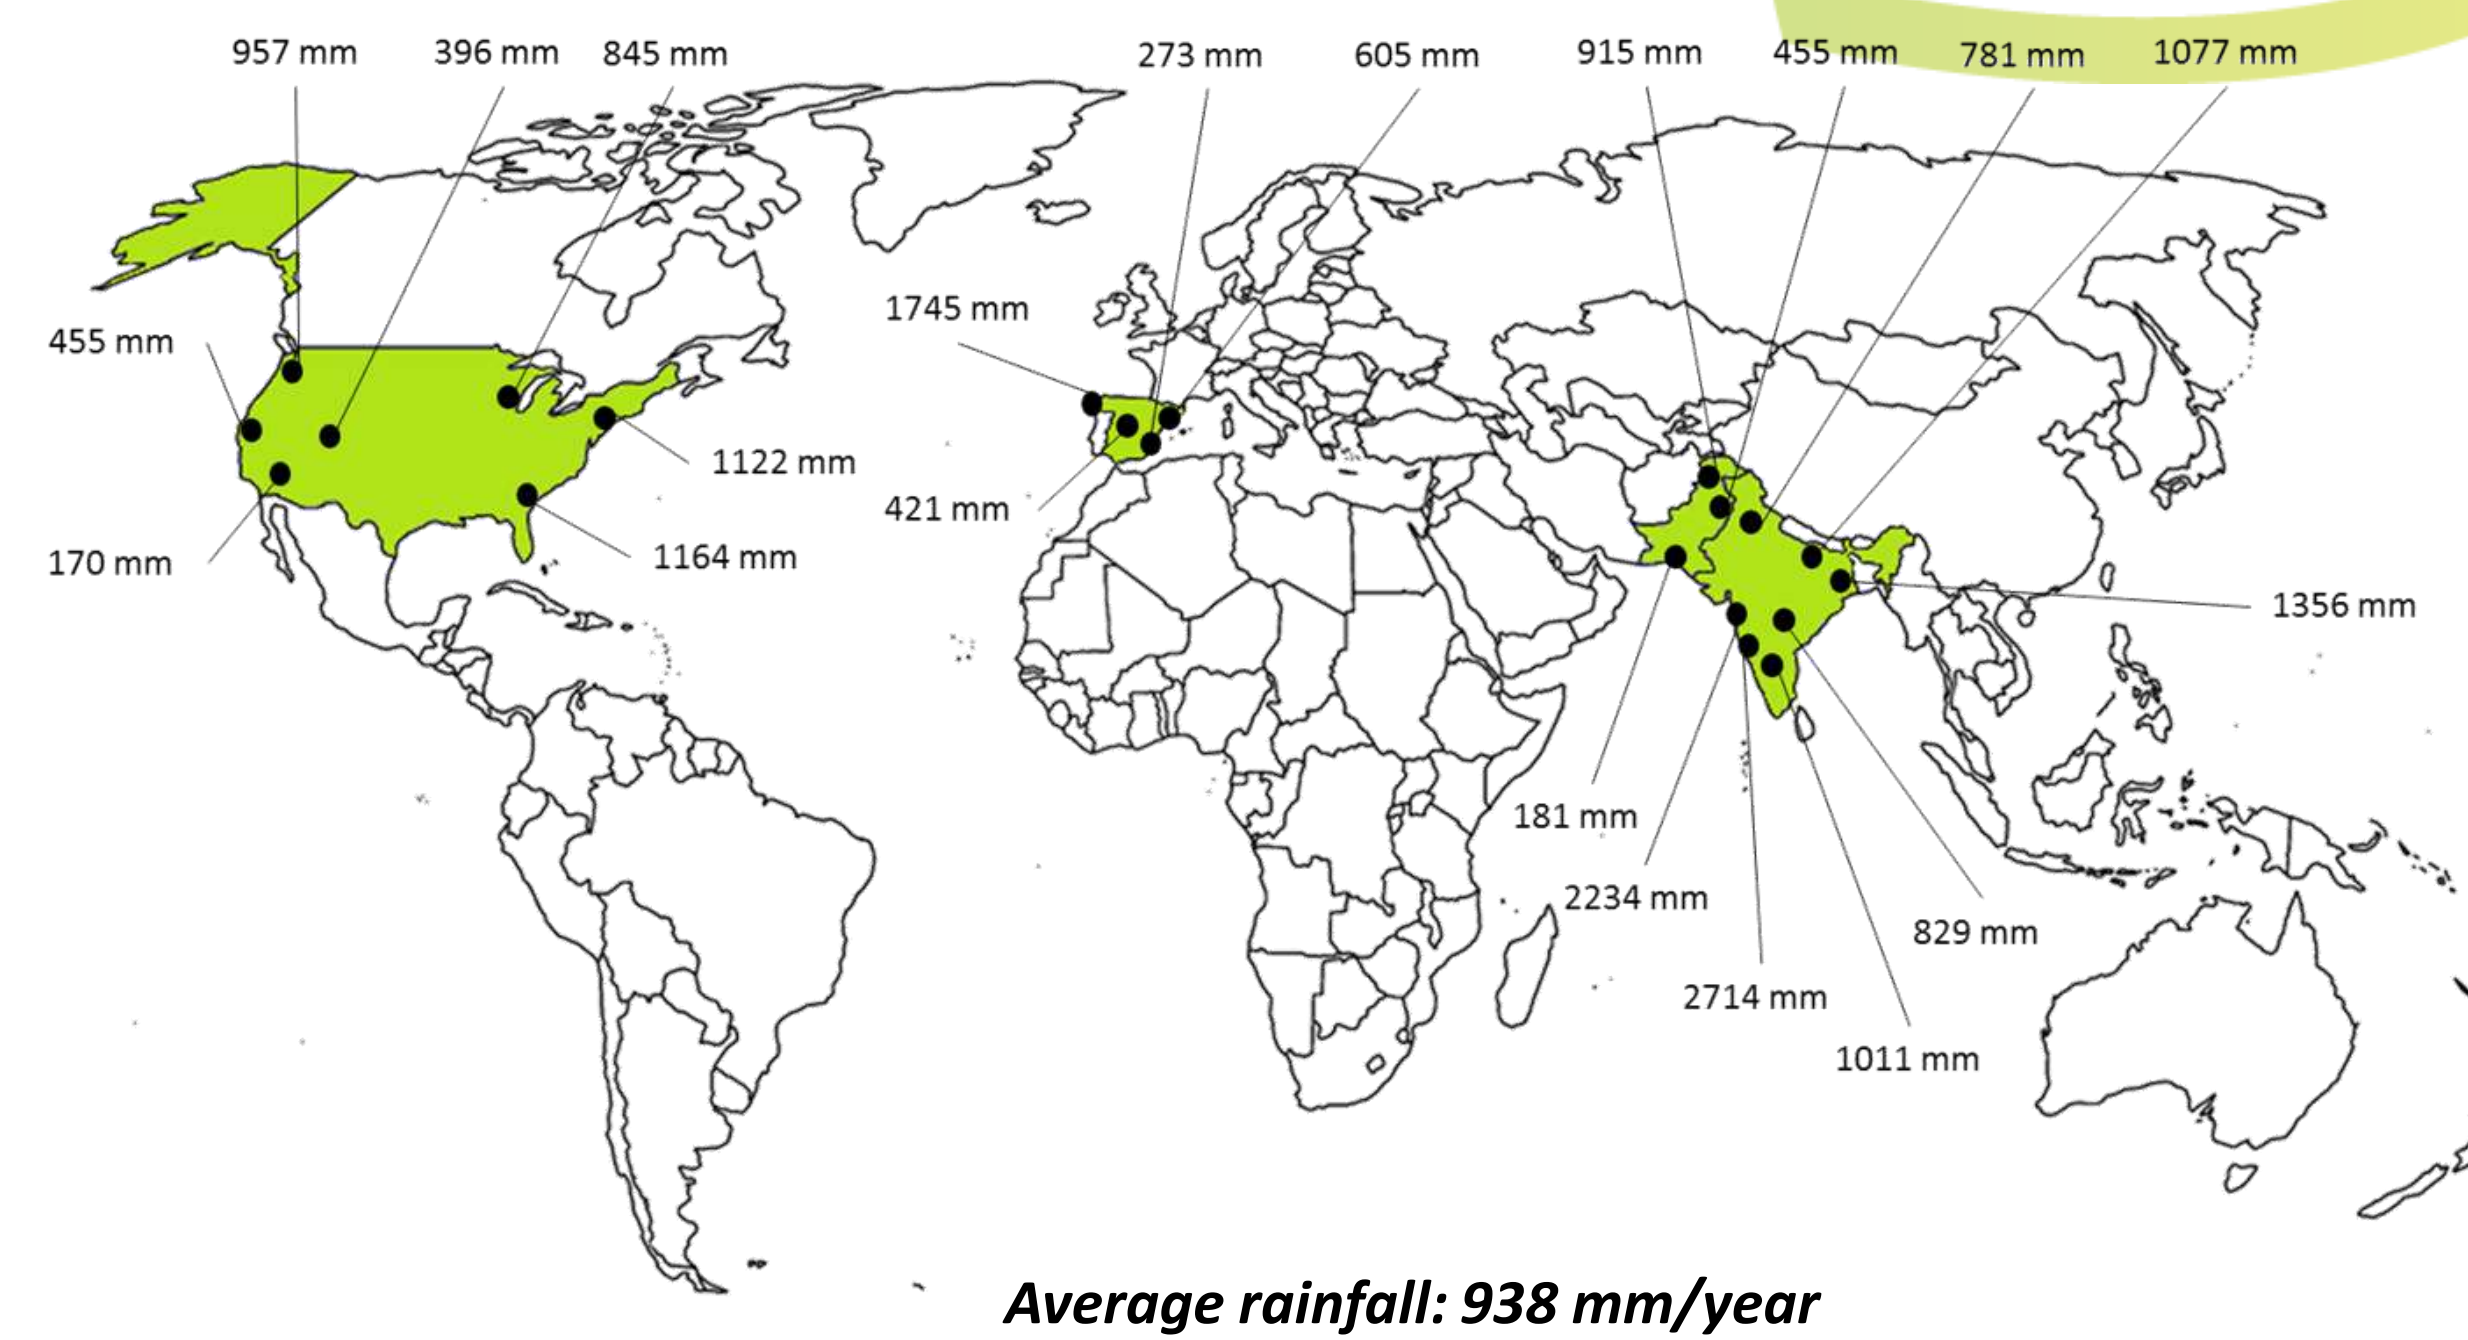 957 mm
396 mm
845 mm
273 mm
605 mm
915 mm
455 mm
781 mm
1077 mm
1745 mm
455 mm
1122 mm
421 mm
170 mm
1164 mm
1356 mm
181 mm
2234 mm
829 mm
2714 mm
1011 mm
Average rainfall: 938 mm/year